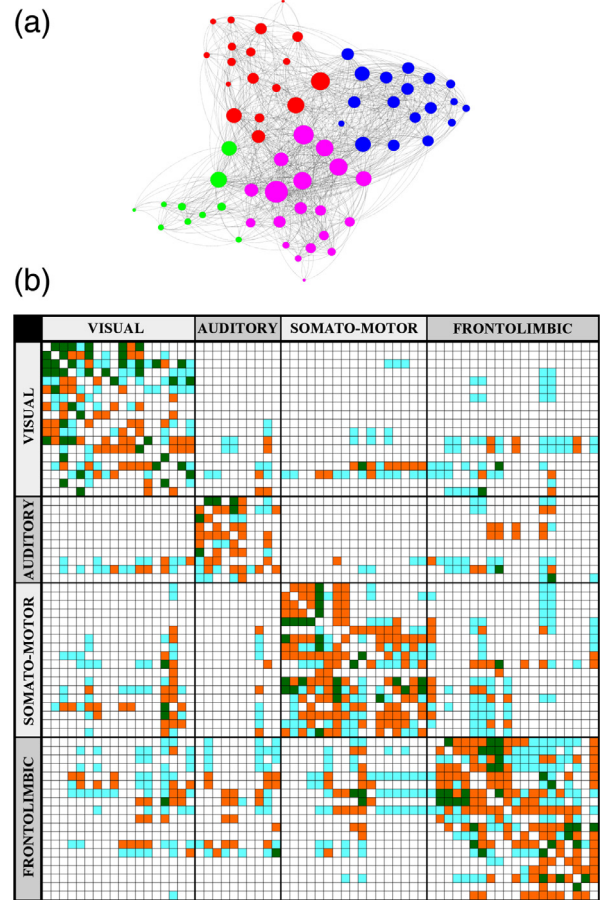 (a)
(b)
VISUAL AUDITORY SOMATO-MOTOR FRONTOLIMBIC
VISUAL
AUDITORY
SOMATO-MOTOR
FRONTOLIMBIC